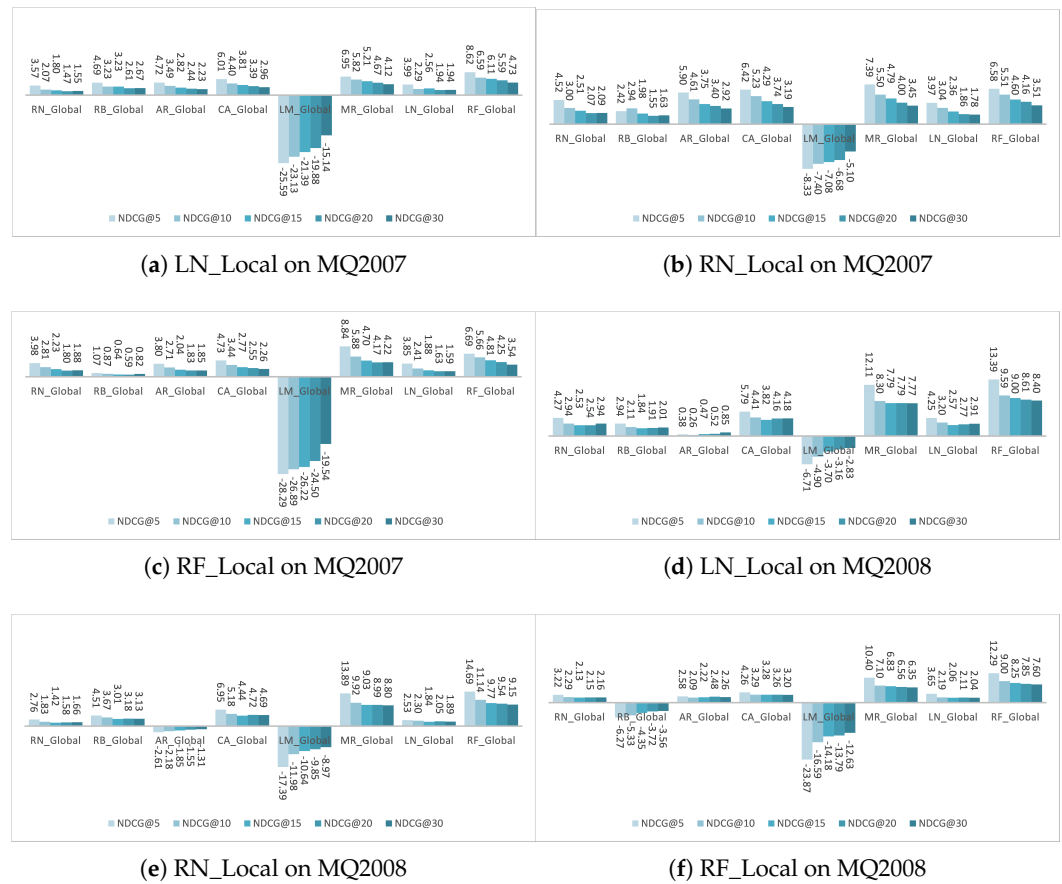 3.57 2.07 1.80 1.47 1.55 4.69 3.23 3.23 2.61 2.67 4.72 3.49 2.82 2.44 2.23 6.01 4.40 3.81 3.39 2.96 6.95 5.82 5.21 4.67 4.12 3.99 2.29 2.56 1.94 1.94 8.62 6.59 6.11 5.59 4.73
RN_Global RB_Global AR_Global CA_Global LM_Global MR_Global LN_Global RF_Global
-25.59 -23.13 -21.39 -19.88 -15.14
NDCG@5 NDCG@10 NDCG@15 NDCG@20 NDCG@30
(a) LN_Local on MQ2007
4.52 3.00 2.51 2.07 2.09 2.42 2.94 1.98 1.55 1.63 5.90 4.61 3.75 3.40 2.92 6.42 5.23 4.29 3.74 3.19 7.39 5.50 4.79 4.00 3.45 3.97 3.04 2.36 1.86 1.78 6.58 5.51 4.60 4.16 3.51
RN_Global RB_Global AR_Global CA_Global LM_Global MR_Global LN_Global RF_Global
-8.33 -7.40 -7.08 -6.68 -5.10
NDCG@5 NDCG@10 NDCG@15 NDCG@20 NDCG@30
(b) RN_Local on MQ2007
3.98 2.81 2.23 1.80 1.88 1.07 0.87 0.64 0.59 0.82 3.80 2.71 2.04 1.83 1.85 4.73 3.44 2.77 2.55 2.26 8.84 5.88 4.70 4.17 4.22 3.85 2.41 1.88 1.63 1.59 6.69 5.66 4.81 4.25 3.54
RN_Global RB_Global AR_Global CA_Global LM_Global MR_Global LN_Global RF_Global
-28.29 -26.89 -26.22 -24.50 -19.54
NDCG@5 NDCG@10 NDCG@15 NDCG@20 NDCG@30
(c) RF_Local on MQ2007
4.27 2.94 2.53 2.54 2.94 2.94 2.11 1.84 1.91 2.01 0.38 0.26 0.47 0.52 0.85 5.79 4.41 3.82 4.16 4.18 12.11 8.30 7.79 7.79 7.77 4.25 3.20 2.57 2.77 2.91 13.39 9.59 9.00 8.61 8.40
RN_Global RB_Global AR_Global CA_Global LM_Global MR_Global LN_Global RF_Global
-6.71 -4.90 -3.70 -3.16 -2.83
NDCG@5 NDCG@10 NDCG@15 NDCG@20 NDCG@30
(d) LN_Local on MQ2008
2.76 1.83 1.42 1.58 1.66 4.51 3.67 3.01 3.18 3.13 6.95 5.18 4.44 4.72 4.69 13.89 9.92 9.03 8.99 8.80 2.53 2.30 1.84 2.05 1.89 14.69 11.14 9.77 9.54 9.15
RN_Global RB_Global AR_Global CA_Global LM_Global MR_Global LN_Global RF_Global
-2.61 -2.18 -1.85 -1.55 -1.31 -17.39 -11.98 -10.64 -9.85 -8.97
NDCG@5 NDCG@10 NDCG@15 NDCG@20 NDCG@30
(e) RN_Local on MQ2008
3.22 2.29 2.13 2.15 2.16 2.58 2.09 2.22 2.48 2.26 4.26 3.29 3.28 3.26 3.20 10.40 7.10 6.83 6.56 6.35 3.65 2.19 2.06 2.11 2.04 12.29 9.00 8.25 7.85 7.60
RN_Global RB_Global AR_Global CA_Global LM_Global MR_Global LN_Global RF_Global
-6.27 -5.33 -4.35 -3.72 -3.56 -23.87 -16.59 -14.18 -13.79 -12.63
NDCG@5 NDCG@10 NDCG@15 NDCG@20 NDCG@30
(f) RF_Local on MQ2008